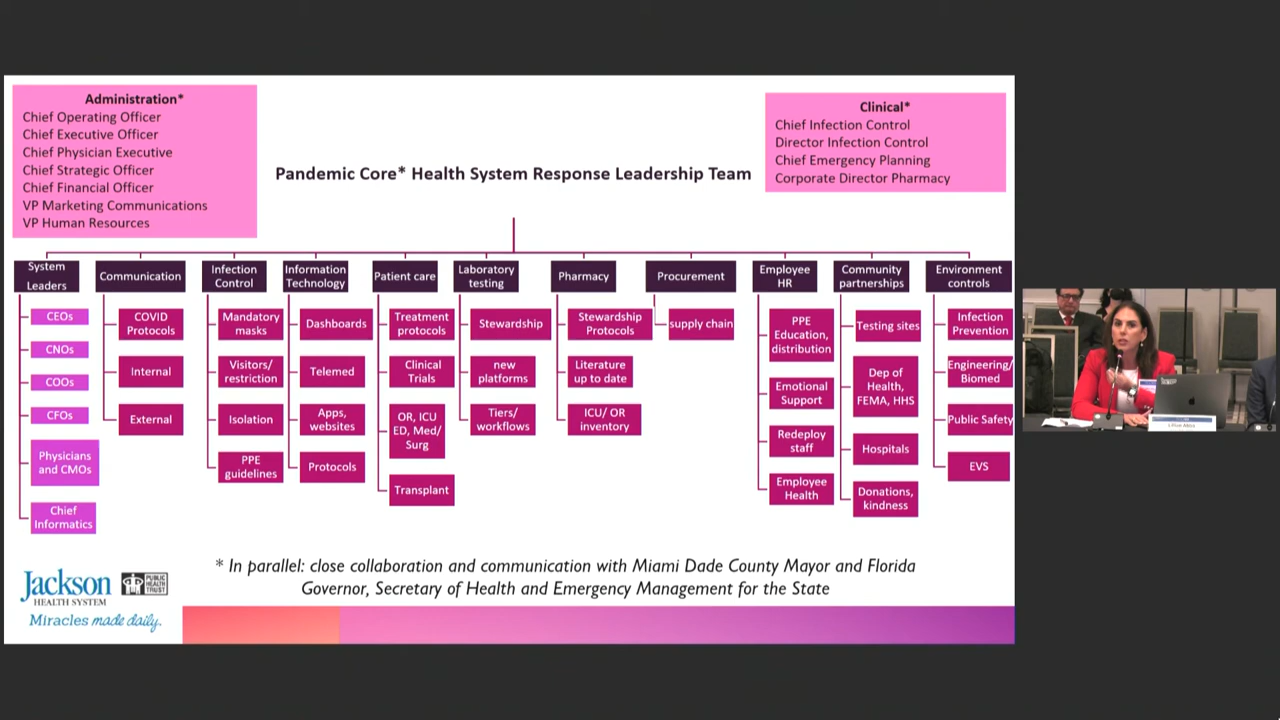 Administration*
Chief Operating Officer
Chief Executive Officer
Chief Physician Executive
Chief Strategic Officer
Chief Financial Officer
VP Marketing Communications
VP Human Resources
Pandemic Core* Health System Response Leadership Team
Clinical*
Chief Infection Control
Director Infection Control
Chief Emergency Planning
Corporate Director Pharmacy
System
Leaders
CEOs
CNOs
COOs
CFOs
Physicians
and CMOs
Chief
Informatics
Communication
COVID
Protocols
Internal
External
Infection
Control
Mandatory
masks
Visitors/
restriction
Isolation
PPE
guidelines
Information
Technology
Dashboards
Telemed
Apps,
websites
Protocols
Patient care
Treatment
protocols
Clinical
Trials
OR, ICU
ED, Med/
Surg
Transplant
Laboratory
testing
Stewardship
new
platforms
Tiers/
workflows
Pharmacy
Stewardship
Protocols
Literature
up to date
ICU/ OR
inventory
Procurement
supply chain
Employee
HR
PPE
Education,
distribution
Emotional
Support
Redeploy
staff
Employee
Health
Community
partnerships
Testing sites
Dep of
Health,
FEMA, HHS
Hospitals
Donations,
kindness
Environment
controls
Infection
Prevention
Engineering/
Biomed
Public Safety
EVS
* In parallel: close collaboration and communication with Miami Dade County Mayor and Florida
Governor, Secretary of Health and Emergency Management for the State
Jackson
HEALTH SYSTEM
PUBLIC
HEALTH
TRUST
Miracles made daily.